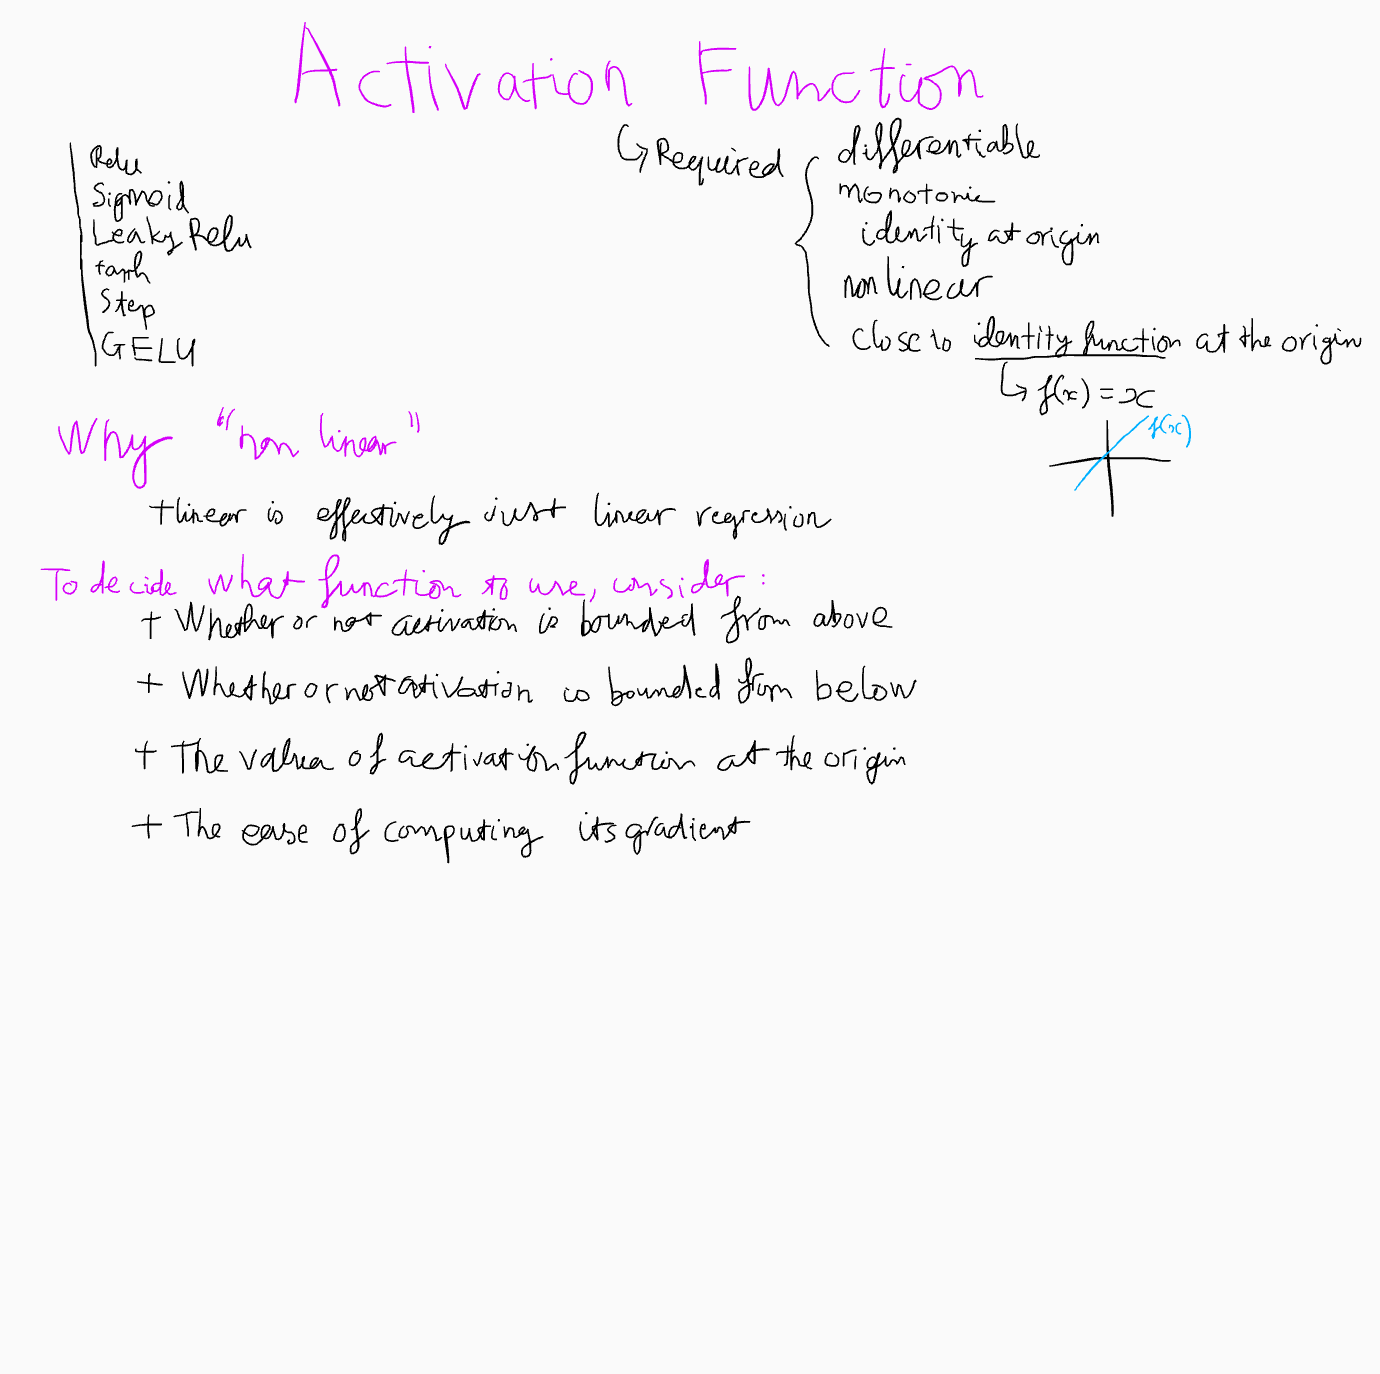 Activation Function
Relu
Sigmoid
Leaky Relu
tanh
Step
GELU
↳ Required
differentiable
monotonic
identity at origin
non linear
close to identity function at the origin
↳ f(x) = x
f(x)
Why "non linear"
+ linear is effectively just linear regression
To decide what function to use, consider:
+ Whether or not activation is bounded from above
+ Whether or not ativation is bounded from below
+ The value of activation function at the origin
+ The ease of computing its gradient